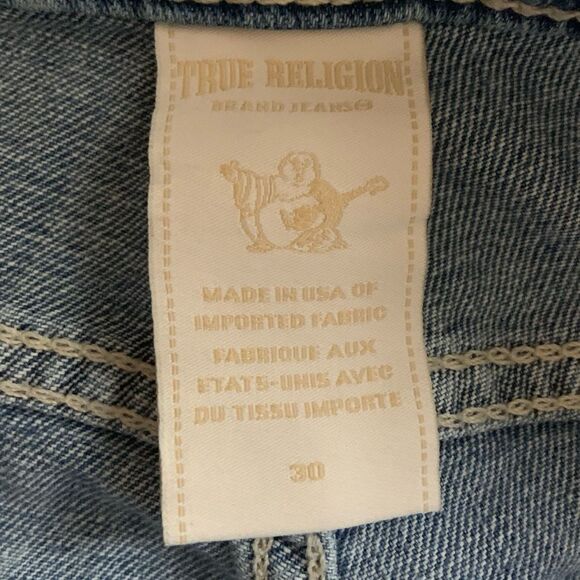 TRUE RELIGION
BRAND JEANS®
MADE IN USA OF
IMPORTED FABRIC
FABRIQUE AUX
ETATS-UNIS AVEC
DU TISSU IMPORTE
30